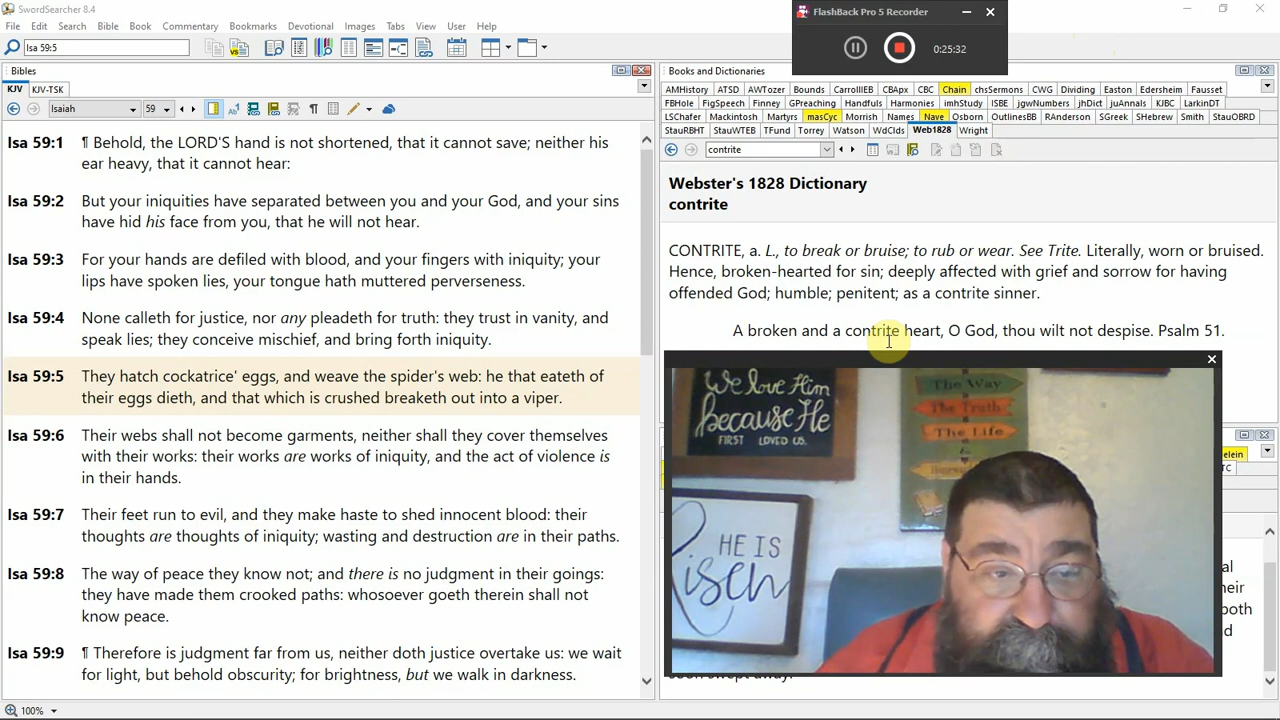 SwordSearcher 8.4
File Edit Search Bible Book Commentary Bookmarks Devotional Images Tabs View User Help
Isa 59:5
FlashBack Pro 5 Recorder
0:25:32
Bibles
KJV KJV-TSK
Isaiah 59
Isa 59:1 ¶ Behold, the LORD'S hand is not shortened, that it cannot save; neither his
ear heavy, that it cannot hear:
Isa 59:2 But your iniquities have separated between you and your God, and your sins
have hid his face from you, that he will not hear.
Isa 59:3 For your hands are defiled with blood, and your fingers with iniquity; your
lips have spoken lies, your tongue hath muttered perverseness.
Isa 59:4 None calleth for justice, nor any pleadeth for truth: they trust in vanity, and
speak lies; they conceive mischief, and bring forth iniquity.
Isa 59:5 They hatch cockatrice' eggs, and weave the spider's web: he that eateth of
their eggs dieth, and that which is crushed breaketh out into a viper.
Isa 59:6 Their webs shall not become garments, neither shall they cover themselves
with their works: their works are works of iniquity, and the act of violence is
in their hands.
Isa 59:7 Their feet run to evil, and they make haste to shed innocent blood: their
thoughts are thoughts of iniquity; wasting and destruction are in their paths.
Isa 59:8 The way of peace they know not; and there is no judgment in their goings:
they have made them crooked paths: whosoever goeth therein shall not
know peace.
Isa 59:9 ¶ Therefore is judgment far from us, neither doth justice overtake us: we wait
for light, but behold obscurity; for brightness, but we walk in darkness.
100%
Books and Dictionaries
AMHistory ATSD AWTozer Bounds CarrollEB CBApx CBC Chain chsSermons CWG Dividing Easton Edersheim Fausset
FBHole FigSpeech Finney GPreaching Handfuls Harmonies imhStudy ISBE jgwNumbers jhDict juAnnals KJBC LarkinDT
LSChafer Mackintosh Martyrs masCyc Morrish Names Nave Osborn OutlinesBB RAnderson SGreek SHebrew Smith StauOBRD
StauRBHT StauWTEB TFund Torrey Watson WdClds Web1828 Wright
contrite
Webster's 1828 Dictionary
contrite
CONTRITE, a. L., to break or bruise; to rub or wear. See Trite. Literally, worn or bruised.
Hence, broken-hearted for sin; deeply affected with grief and sorrow for having
offended God; humble; penitent; as a contrite sinner.
A broken and a contrite heart, O God, thou wilt not despise. Psalm 51.
We love Him
because He
FIRST LOVED US.
The Way
The Truth
The Life
HE IS
Risen